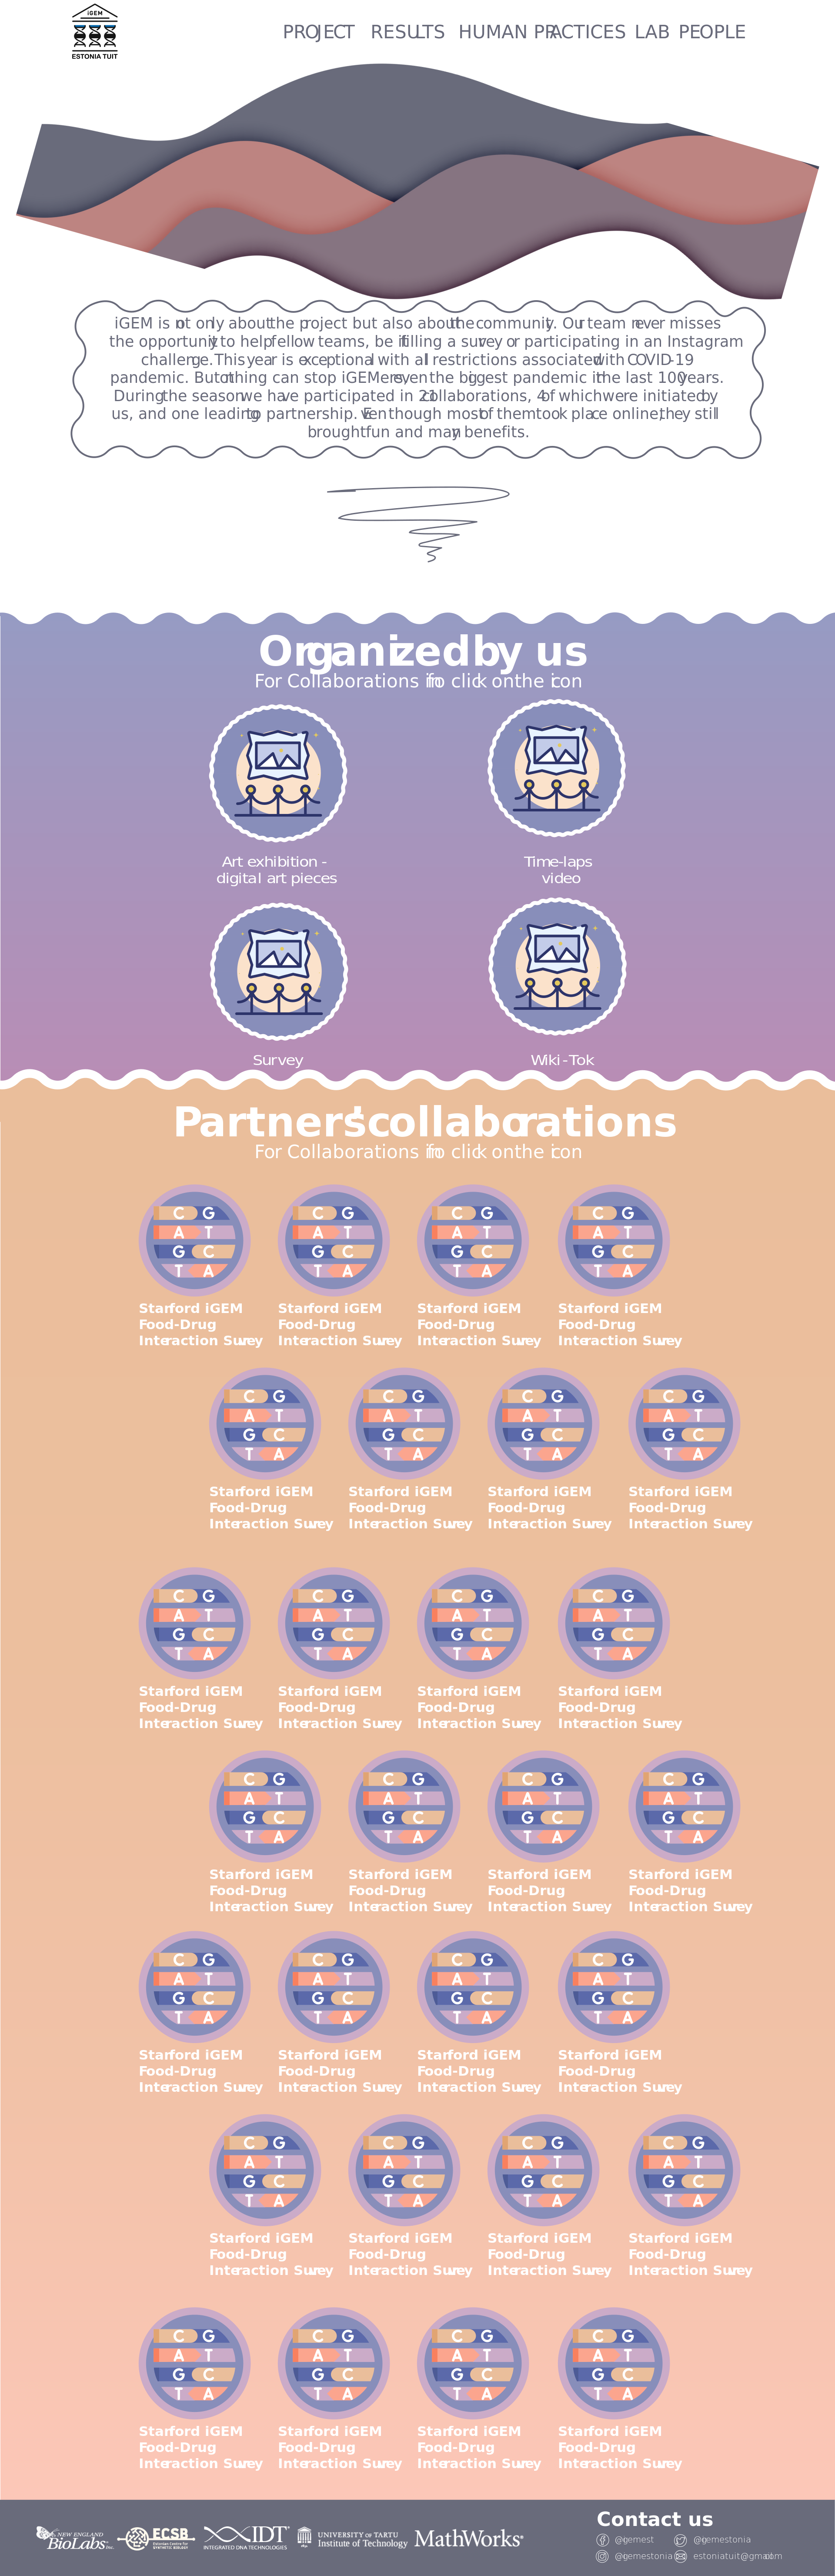 iGEM
ESTONIA TUIT
PROJECT RESULTS HUMAN PRACTICES LAB PEOPLE
iGEM is not only about the project but also about the community. Our team never misses
the opportunity to help fellow teams, be it filling a survey or participating in an Instagram
challenge. This year is exceptional with all restrictions associated with COVID-19
pandemic. But nothing can stop iGEMers, even the biggest pandemic in the last 100 years.
During the season we have participated in 21 collaborations, 4 of which were initiated by
us, and one leading to partnership. Even though most of them took place online, they still
brought fun and many benefits.
Organized by us
For Collaborations info click on the icon
Art exhibition -
digital art pieces
Time-laps
video
Survey
Wiki-Tok
Partners' collaborations
For Collaborations info click on the icon
C G C G C G C G
A T A T A T A T
G C G C G C G C
T A T A T A T A
Stanford iGEM Stanford iGEM Stanford iGEM Stanford iGEM
Food-Drug Food-Drug Food-Drug Food-Drug
Interaction Survey Interaction Survey Interaction Survey Interaction Survey
C G C G C G C G
A T A T A T A T
G C G C G C G C
T A T A T A T A
Stanford iGEM Stanford iGEM Stanford iGEM Stanford iGEM
Food-Drug Food-Drug Food-Drug Food-Drug
Interaction Survey Interaction Survey Interaction Survey Interaction Survey
C G C G C G C G
A T A T A T A T
G C G C G C G C
T A T A T A T A
Stanford iGEM Stanford iGEM Stanford iGEM Stanford iGEM
Food-Drug Food-Drug Food-Drug Food-Drug
Interaction Survey Interaction Survey Interaction Survey Interaction Survey
C G C G C G C G
A T A T A T A T
G C G C G C G C
T A T A T A T A
Stanford iGEM Stanford iGEM Stanford iGEM Stanford iGEM
Food-Drug Food-Drug Food-Drug Food-Drug
Interaction Survey Interaction Survey Interaction Survey Interaction Survey
C G C G C G C G
A T A T A T A T
G C G C G C G C
T A T A T A T A
Stanford iGEM Stanford iGEM Stanford iGEM Stanford iGEM
Food-Drug Food-Drug Food-Drug Food-Drug
Interaction Survey Interaction Survey Interaction Survey Interaction Survey
C G C G C G C G
A T A T A T A T
G C G C G C G C
T A T A T A T A
Stanford iGEM Stanford iGEM Stanford iGEM Stanford iGEM
Food-Drug Food-Drug Food-Drug Food-Drug
Interaction Survey Interaction Survey Interaction Survey Interaction Survey
C G C G C G C G
A T A T A T A T
G C G C G C G C
T A T A T A T A
Stanford iGEM Stanford iGEM Stanford iGEM Stanford iGEM
Food-Drug Food-Drug Food-Drug Food-Drug
Interaction Survey Interaction Survey Interaction Survey Interaction Survey
NEW ENGLAND
BioLabs Inc.
ECSB
Estonian Centre for
SYNTHETIC BIOLOGY
IDT
INTEGRATED DNA TECHNOLOGIES
UNIVERSITY OF TARTU
Institute of Technology
MathWorks®
Contact us
@igemest @igemestonia
@igemestonia estoniatuit@gmail.com